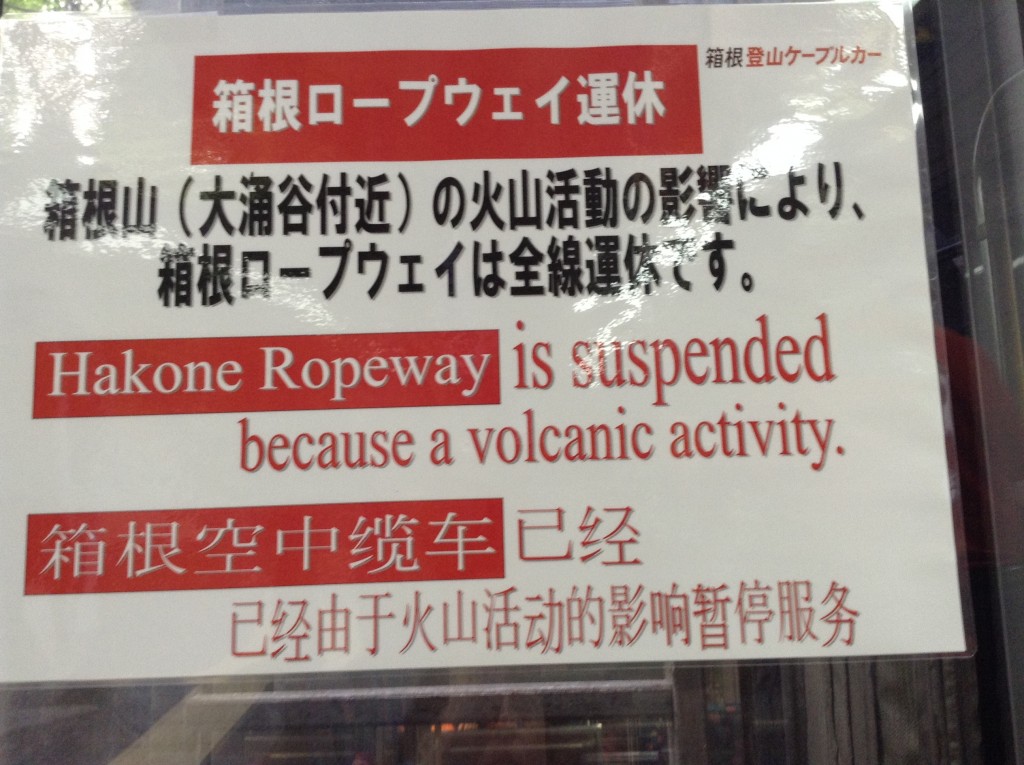 箱根登山ケーブルカー
箱根ロープウェイ運休
箱根山（大涌谷付近）の火山活動の影響により、
箱根ロープウェイは全線運休です。
Hakone Ropeway is suspended
because a volcanic activity.
箱根空中缆车已经
已经由于火山活动的影响暂停服务